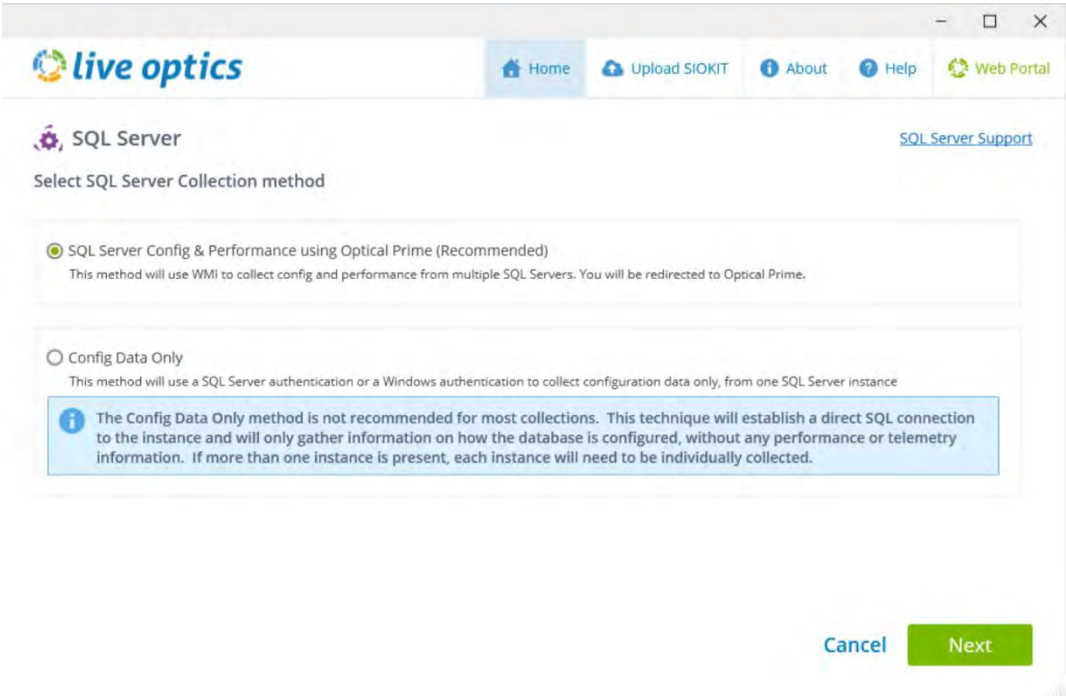 live optics
Home
Upload SIOKIT
About
Help
Web Portal
SQL Server
SQL Server Support
Select SQL Server Collection method
SQL Server Config & Performance using Optical Prime (Recommended)
This method will use WMI to collect config and performance from multiple SQL Servers. You will be redirected to Optical Prime.
Config Data Only
This method will use a SQL Server authentication or a Windows authentication to collect configuration data only, from one SQL Server instance
The Config Data Only method is not recommended for most collections. This technique will establish a direct SQL connection
to the instance and will only gather information on how the database is configured, without any performance or telemetry
information. If more than one instance is present, each instance will need to be individually collected.
Cancel
Next